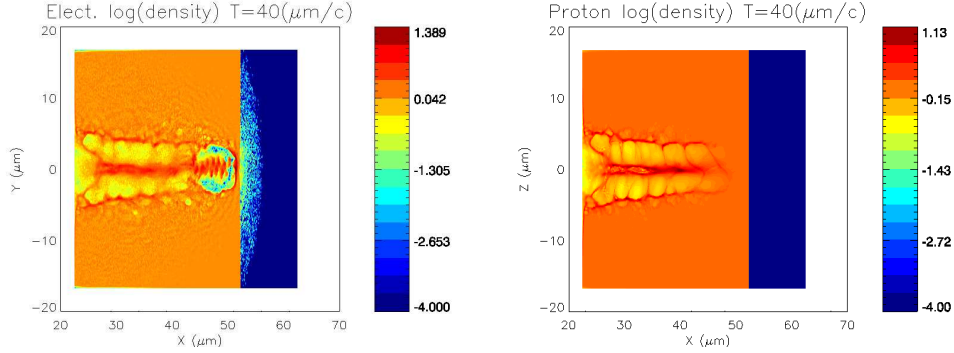 Elect. log(density) T=40(μm/c)
20
10
0
-10
-20
Y (μm)
20 30 40 50 60 70
X (μm)
1.389
0.042
-1.305
-2.653
-4.000
Proton log(density) T=40(μm/c)
20
10
0
-10
-20
Z (μm)
20 30 40 50 60 70
X (μm)
1.13
-0.15
-1.43
-2.72
-4.00